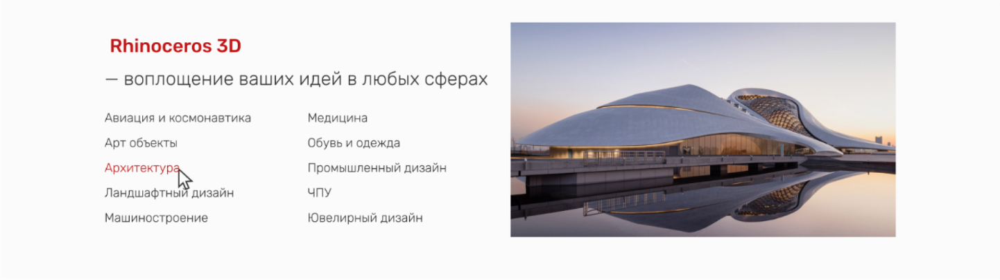 Rhinoceros 3D
— воплощение ваших идей в любых сферах
Авиация и космонавтика
Арт объекты
Архитектура
Ландшафтный дизайн
Машиностроение
Медицина
Обувь и одежда
Промышленный дизайн
ЧПУ
Ювелирный дизайн